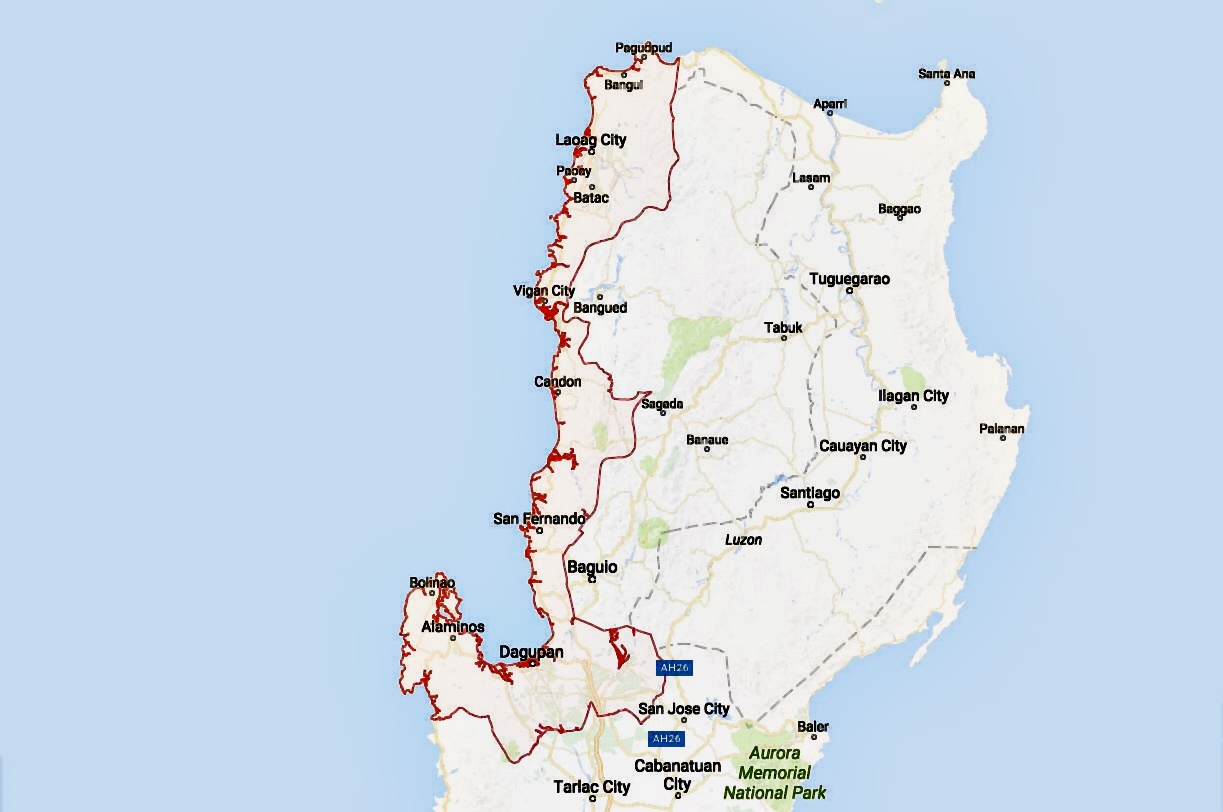 Pagudpud
Bangui
Santa Ana
Aparri
Laoag City
Paoay
Batac
Lasam
Baggao
Vigan City
Bangued
Tuguegarao
Tabuk
Candon
Sagada
Ilagan City
Palanan
Banaue
Cauayan City
Santiago
San Fernando
Luzon
Baguio
Bolinao
Alaminos
Dagupan
AH26
San Jose City
Baler
AH26
Aurora
Memorial
National Park
Cabanatuan
City
Tarlac City